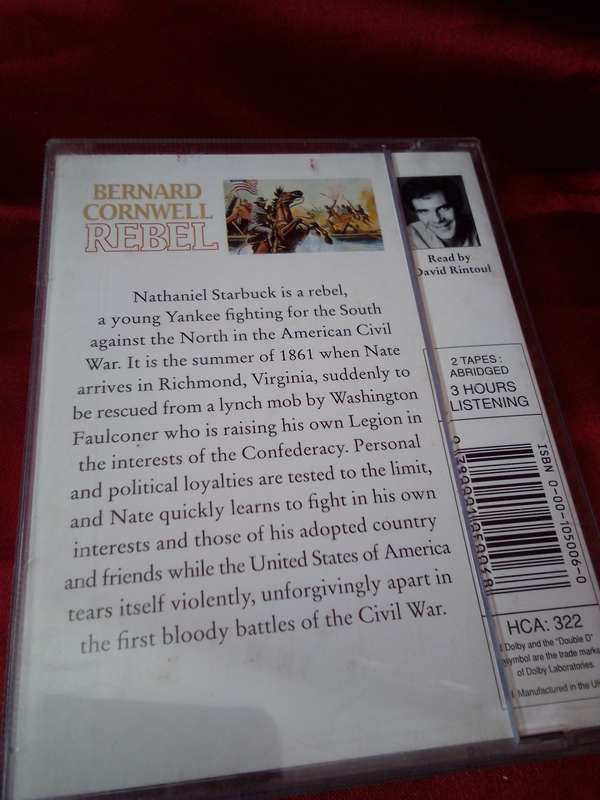 BERNARD
CORNWELL
REBEL
Nathaniel Starbuck is a rebel,
a young Yankee fighting for the South
against the North in the American Civil
War. It is the summer of 1861 when Nate
arrives in Richmond, Virginia, suddenly to
be rescued from a lynch mob by Washington
Faulconer who is raising his own Legion in
the interests of the Confederacy. Personal
and political loyalties are tested to the limit,
and Nate quickly learns to fight in his own
interests and those of his adopted country
and friends while the United States of America
tears itself violently, unforgivingly apart in
the first bloody battles of the Civil War.
Read by
David Rintoul
2 TAPES:
ABRIDGED
3 HOURS
LISTENING
ISBN 0-00-105006-0
HCA: 322
Dolby and the "Double D"
symbol are the trade marks
of Dolby Laboratories.
Manufactured in the UK